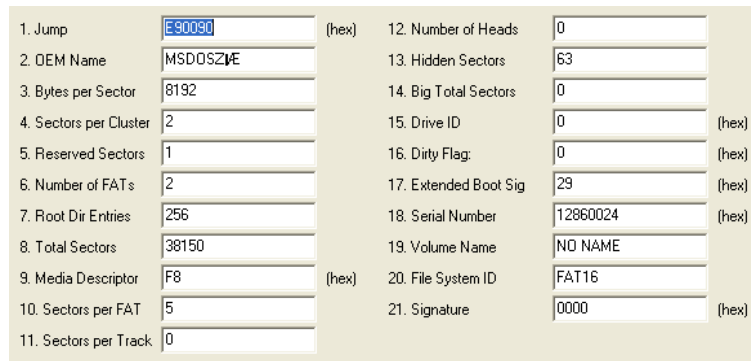 1. Jump E90090 (hex)
2. OEM Name
3. Bytes per Sector 8192
4. Sectors per Cluster 2
5. Reserved Sectors 1
6. Number of FATs 2
7. Root Dir Entries 256
8. Total Sectors 38150
9. Media Descriptor F8 (hex)
10. Sectors per FAT 5
11. Sectors per Track 0
12. Number of Heads 0
13. Hidden Sectors 63
14. Big Total Sectors 0
15. Drive ID 0 (hex)
16. Dirty Flag: 0 (hex)
17. Extended Boot Sig 29 (hex)
18. Serial Number 12860024 (hex)
19. Volume Name NO NAME
20. File System ID FAT16
21. Signature 0000 (hex)